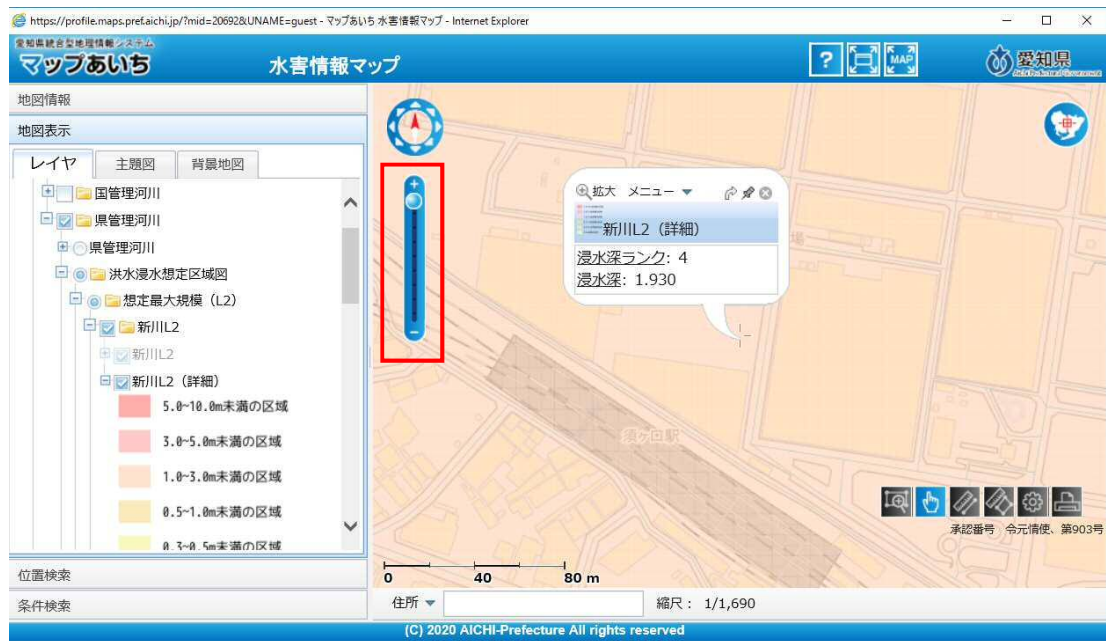 https://profile.maps.pref.aichi.jp/?mid=20692&UNAME=guest - マップあいち 水害情報マップ - Internet Explorer
愛知県統合型地理情報システム
マップあいち
水害情報マップ
?
MAP
愛知県
Aichi Prefectural Government
地図情報
地図表示
レイヤ 主題図 背景地図
国管理河川
県管理河川
県管理河川
洪水浸水想定区域図
想定最大規模（L2）
新川L2
新川L2
新川L2（詳細）
5.0~10.0m未満の区域
3.0~5.0m未満の区域
1.0~3.0m未満の区域
0.5~1.0m未満の区域
0.3~0.5m未満の区域
位置検索
条件検索
拡大 メニュー
新川L2（詳細）
浸水深ランク: 4
浸水深: 1.930
須ケ口駅
承認番号 令元情使、第903号
0 40 80 m
住所
縮尺： 1/1,690
(C) 2020 AICHI-Prefecture All rights reserved